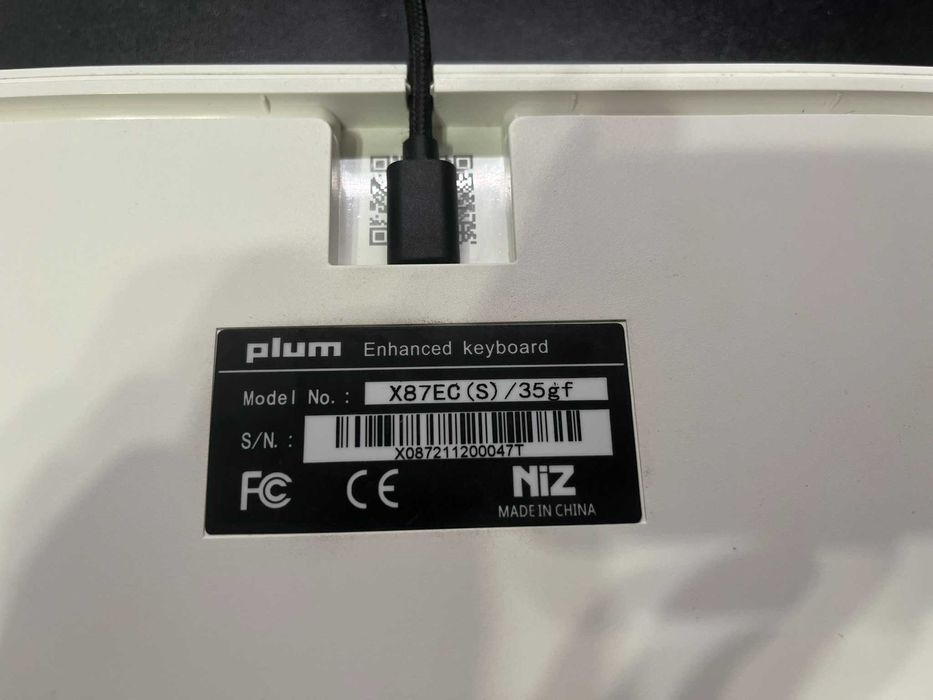 plum Enhanced keyboard
Model No.: X87EC(S)/35gf
S/N.:
X087211200047T
FC CE NiZ
MADE IN CHINA